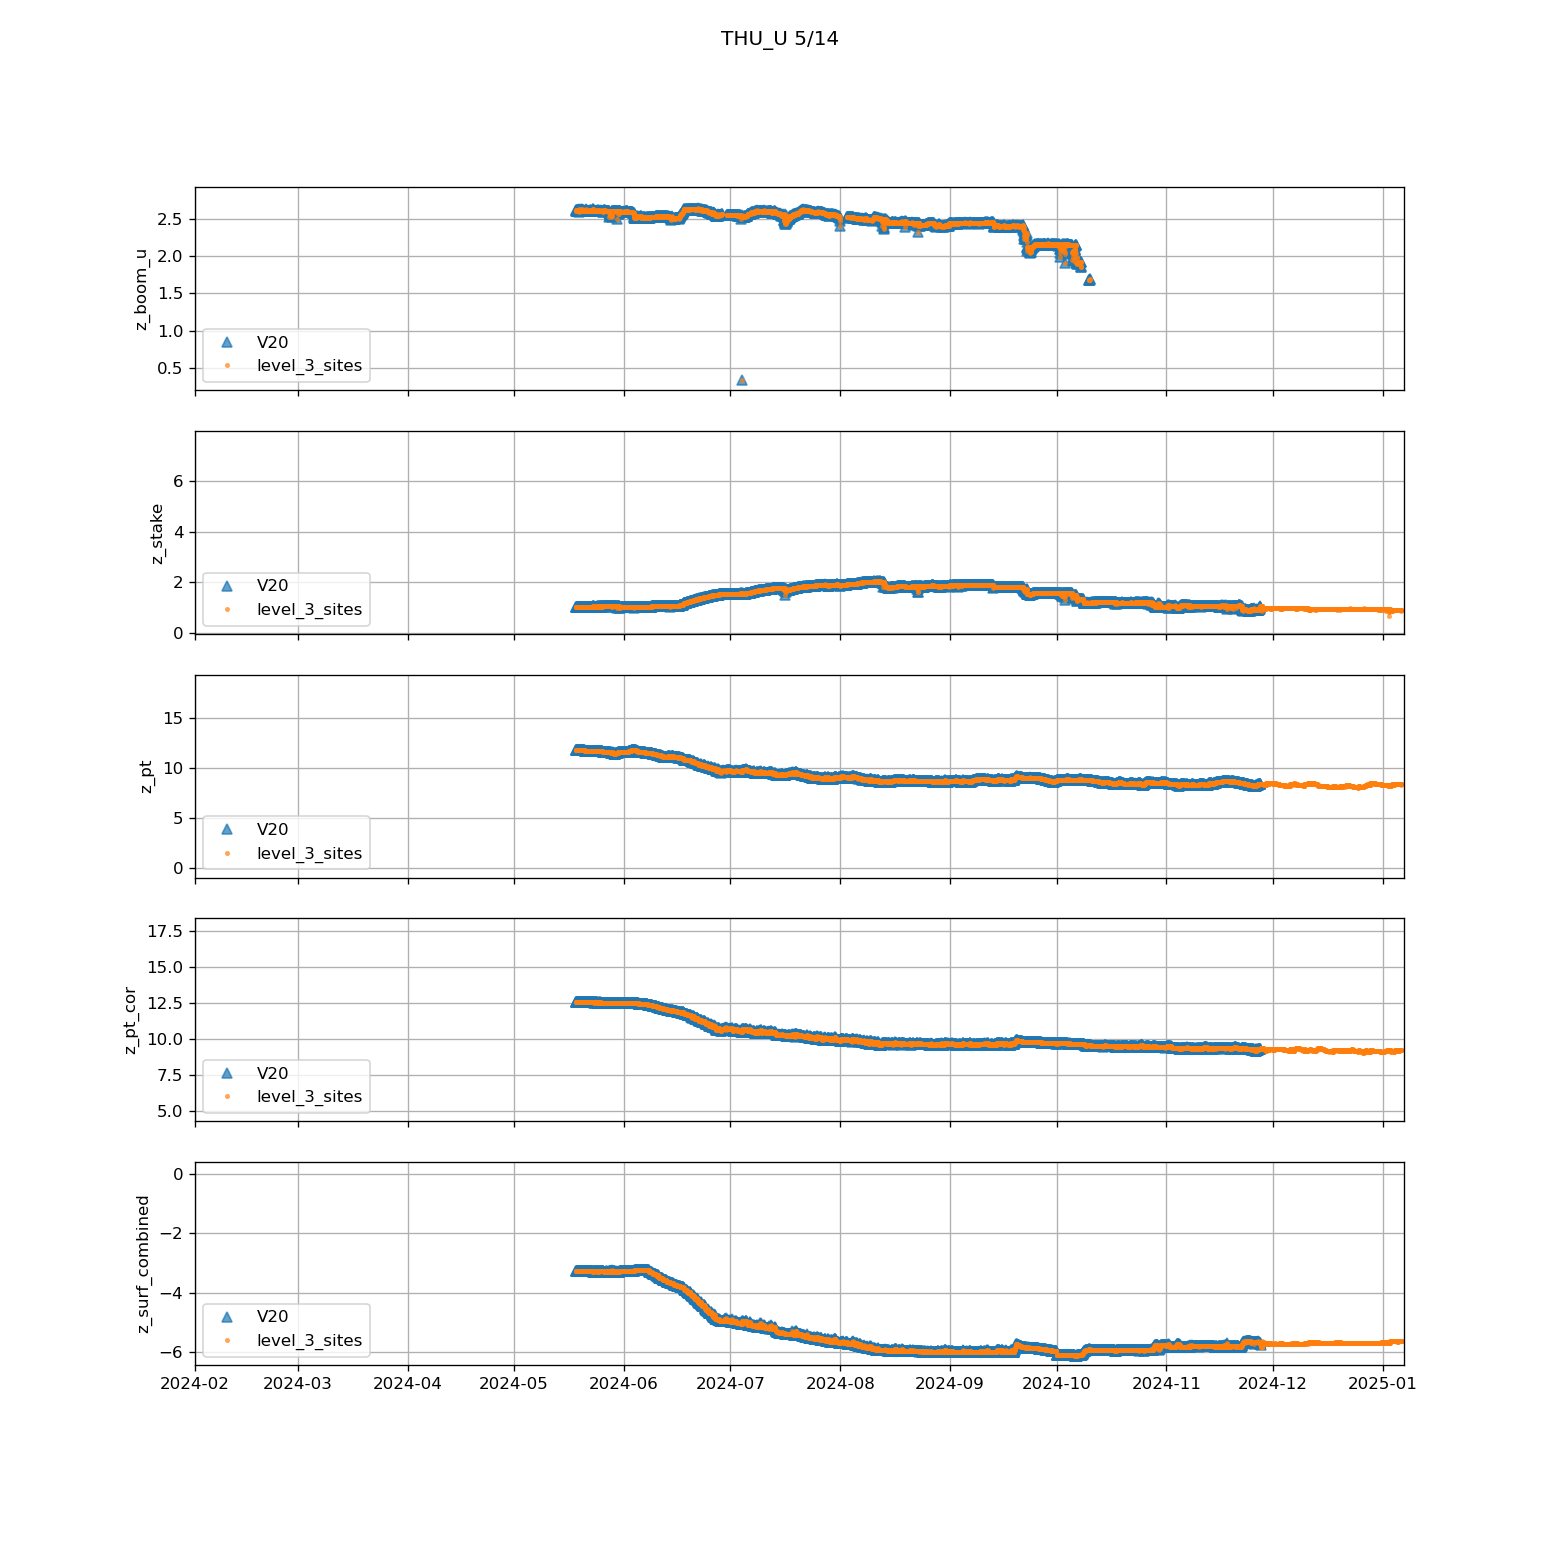 THU_U 5/14
z_boom_u
2.5
2.0
1.5
1.0
0.5
V20
level_3_sites
z_stake
6
4
2
0
V20
level_3_sites
z_pt
15
10
5
0
V20
level_3_sites
z_pt_cor
17.5
15.0
12.5
10.0
7.5
5.0
V20
level_3_sites
z_surf_combined
0
−2
−4
−6
V20
level_3_sites
2024-02 2024-03 2024-04 2024-05 2024-06 2024-07 2024-08 2024-09 2024-10 2024-11 2024-12 2025-01